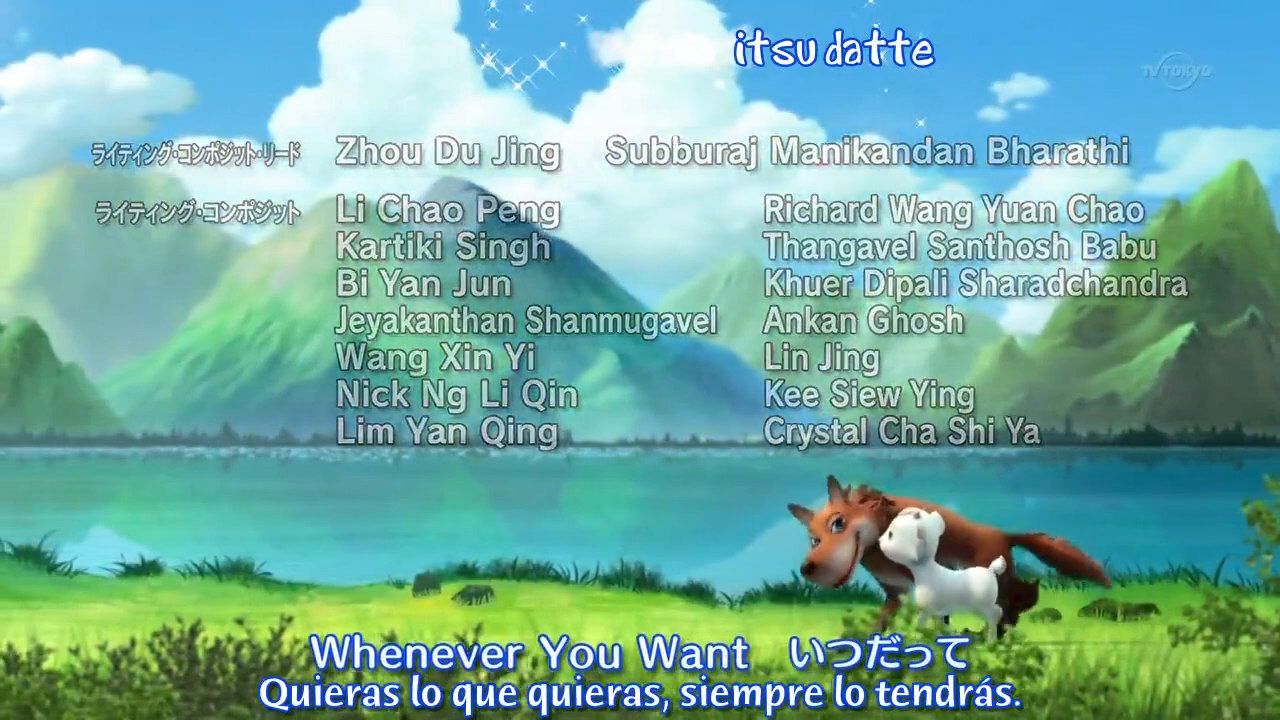 itsu datte
TV TOKYO
ライティング・コンポジット・リード Zhou Du Jing Subburaj Manikandan Bharathi
ライティング・コンポジット Li Chao Peng Richard Wang Yuan Chao
Kartiki Singh Thangavel Santhosh Babu
Bi Yan Jun Khuer Dipali Sharadchandra
Jeyakanthan Shanmugavel Ankan Ghosh
Wang Xin Yi Lin Jing
Nick Ng Li Qin Kee Siew Ying
Lim Yan Qing Crystal Cha Shi Ya
Whenever You Want いつだって
Quieras lo que quieras, siempre lo tendrás.